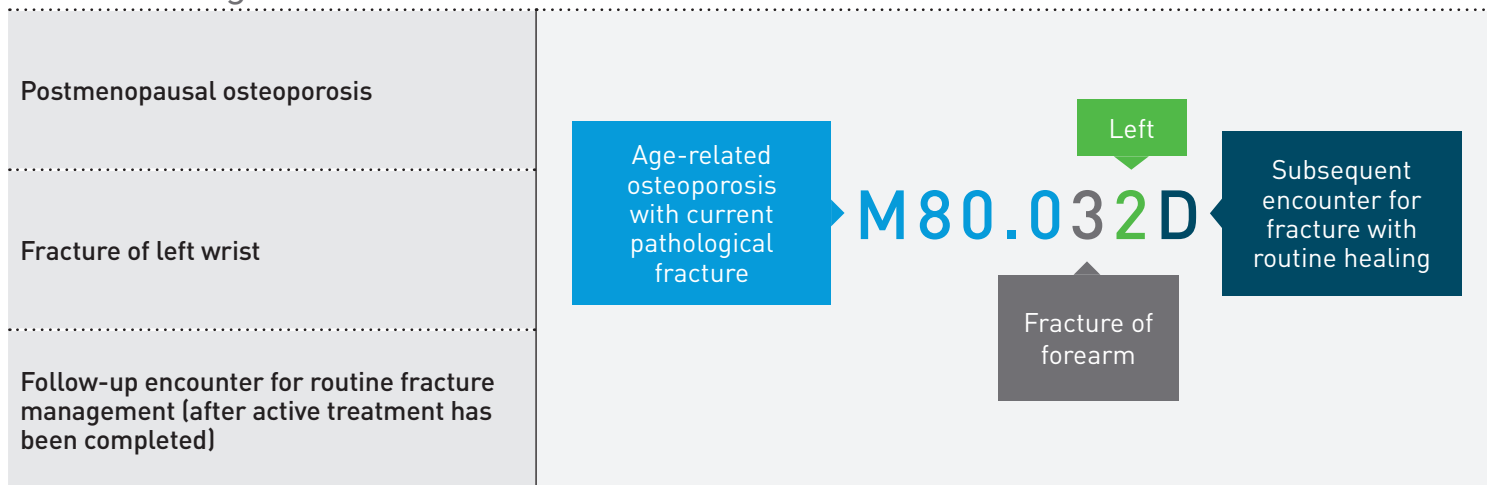 Postmenopausal osteoporosis
Fracture of left wrist
Follow-up encounter for routine fracture
management (after active treatment has
been completed)
Age-related
osteoporosis
with current
pathological
fracture
Left
M80.032D
Fracture of
forearm
Subsequent
encounter for
fracture with
routine healing